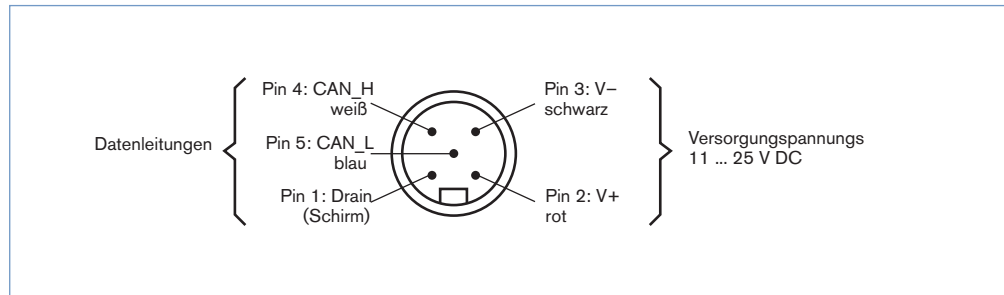 Datenleitungen
Pin 4: CAN_H
weiß
Pin 5: CAN_L
blau
Pin 1: Drain
(Schirm)
Pin 3: V–
schwarz
Pin 2: V+
rot
Versorgungspannungs
11 ... 25 V DC